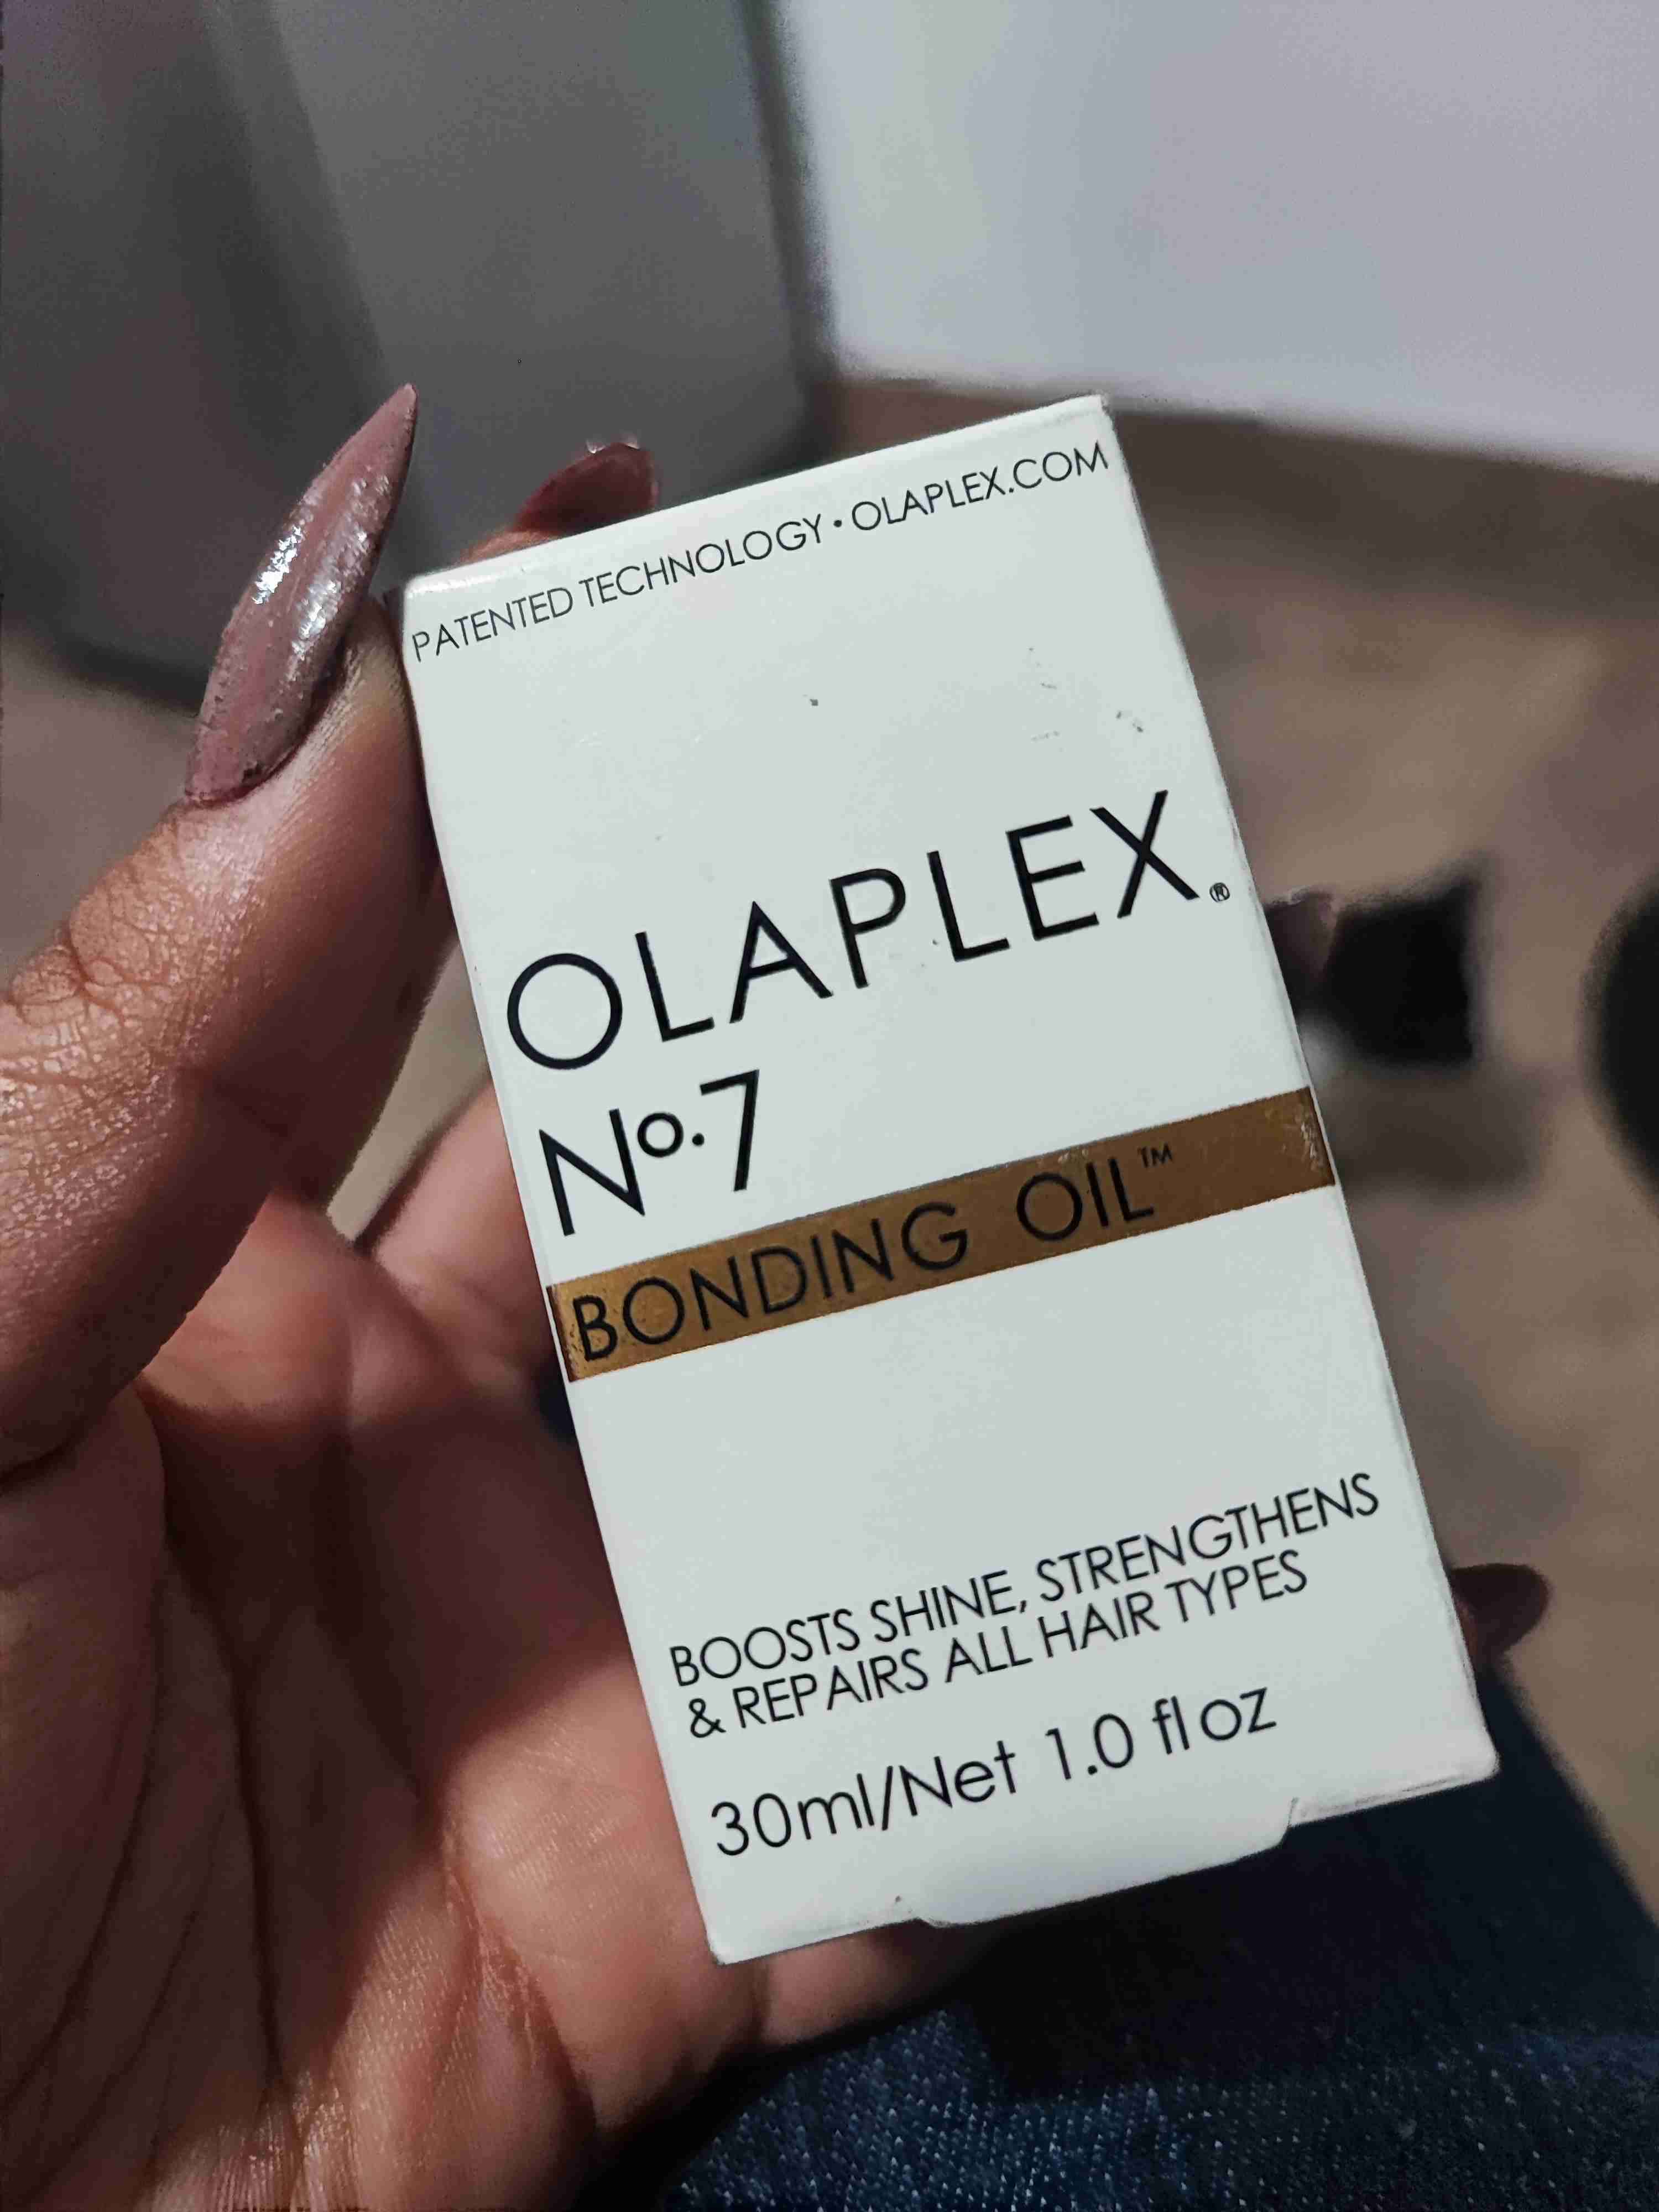 PATENTED TECHNOLOGY • OLAPLEX.COM
OLAPLEX®
No.7
BONDING OIL™
BOOSTS SHINE, STRENGTHENS
& REPAIRS ALL HAIR TYPES
30ml/Net 1.0 fl oz